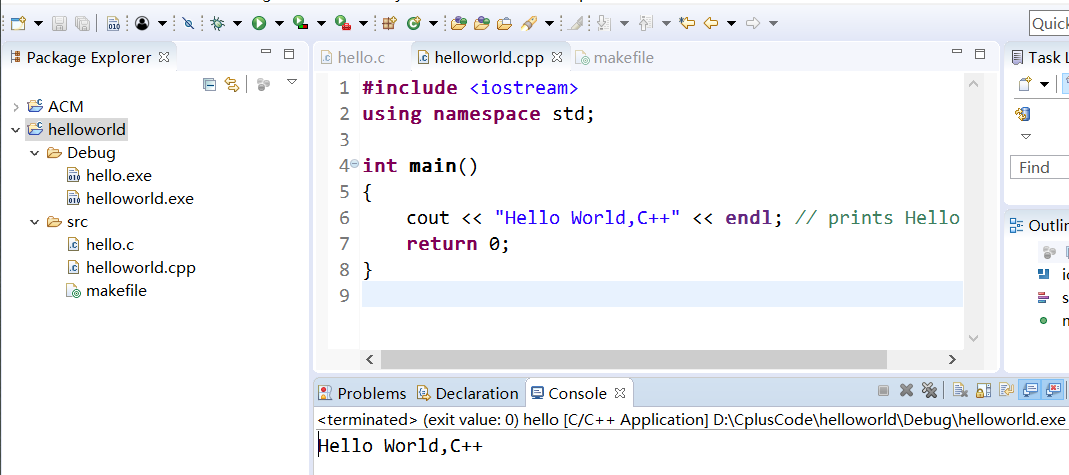 Quick
Package Explorer
ACM
helloworld
Debug
hello.exe
helloworld.exe
src
hello.c
helloworld.cpp
makefile
hello.c helloworld.cpp makefile
1 #include <iostream>
2 using namespace std;
3
4 int main()
5 {
6 cout << "Hello World,C++" << endl; // prints Hello
7 return 0;
8 }
9
Task L
Find
Outlin
Problems Declaration Console
<terminated> (exit value: 0) hello [C/C++ Application] D:\CplusCode\helloworld\Debug\helloworld.exe
Hello World,C++